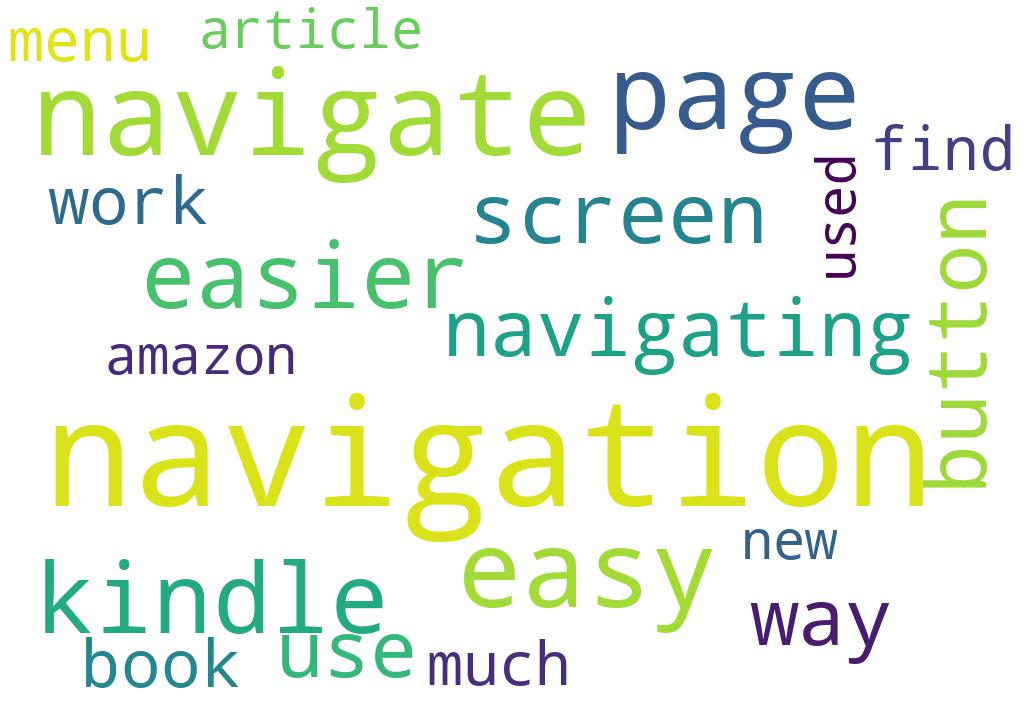 menu
article
navigate
page
find
work
screen
used
button
easier
navigating
amazon
navigation
new
easy
kindle
way
book
use
much